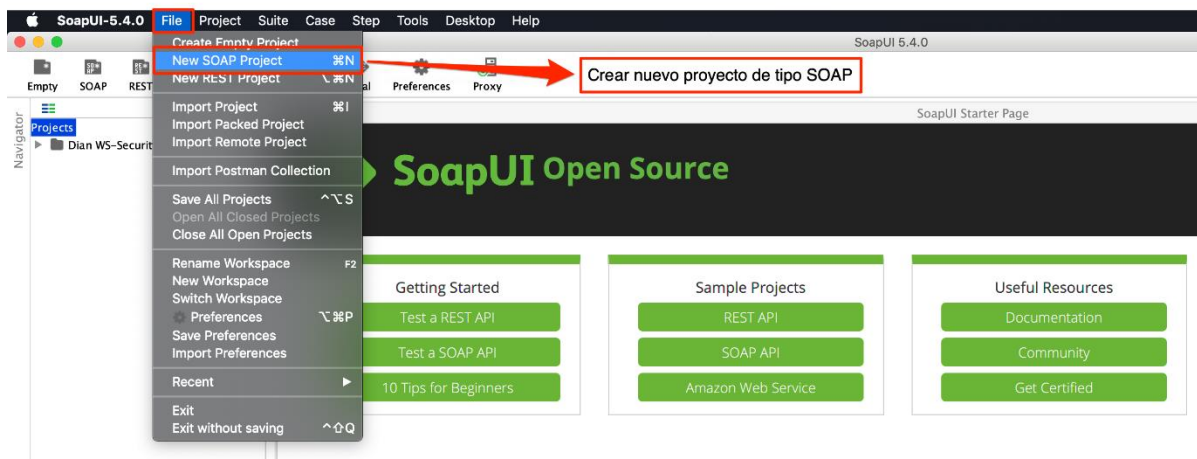 SoapUI-5.4.0 File Project Suite Case Step Tools Desktop Help
SoapUI 5.4.0
Create Empty Project
New SOAP Project ⌘N
New REST Project ⌥⌘N
Import Project ⌘I
Import Packed Project
Import Remote Project
Import Postman Collection
Save All Projects ^⌥S
Open All Closed Projects
Close All Open Projects
Rename Workspace F2
New Workspace
Switch Workspace
Preferences ⌥⌘P
Save Preferences
Import Preferences
Recent
Exit
Exit without saving ^⇧Q
Crear nuevo proyecto de tipo SOAP
Empty SOAP REST
Preferences Proxy
Navigator
Projects
Dian WS-Securit
SoapUI Starter Page
SoapUI Open Source
Getting Started
Test a REST API
Test a SOAP API
10 Tips for Beginners
Sample Projects
REST API
SOAP API
Amazon Web Service
Useful Resources
Documentation
Community
Get Certified